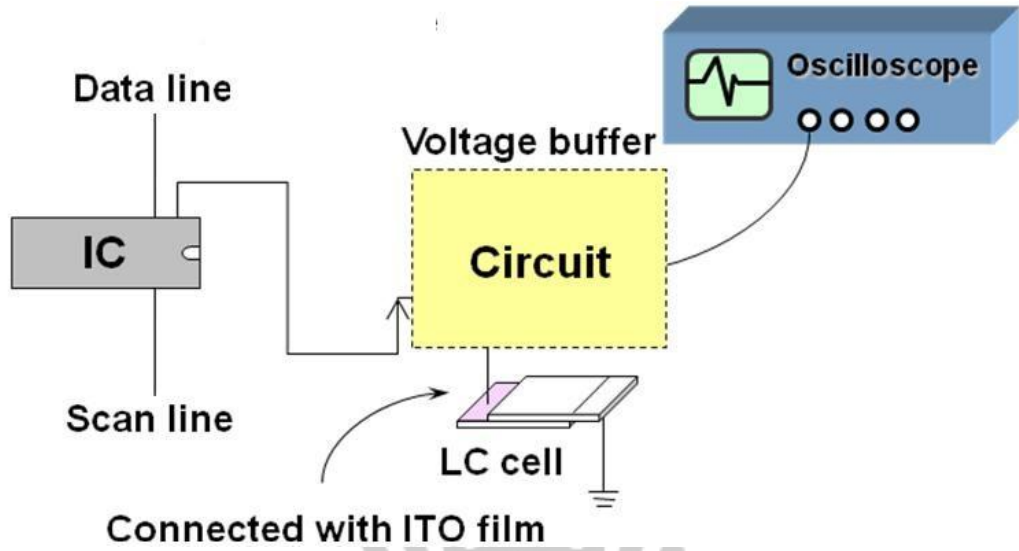 Data line
Oscilloscope
Voltage buffer
IC
Circuit
Scan line
LC cell
Connected with ITO film